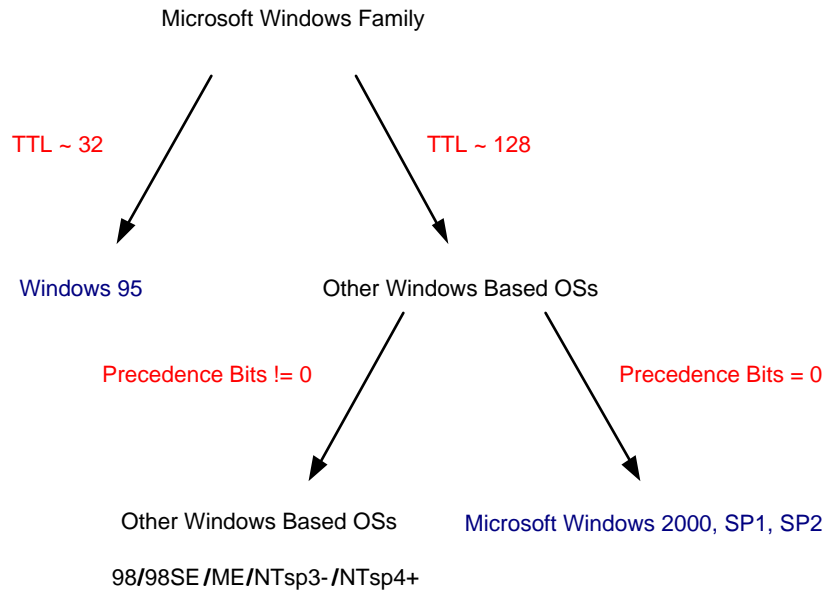 Microsoft Windows Family
TTL ~ 32
TTL ~ 128
Windows 95
Other Windows Based OSs
Precedence Bits != 0
Precedence Bits = 0
Other Windows Based OSs
Microsoft Windows 2000, SP1, SP2
98/98SE/ME/NTsp3-/NTsp4+